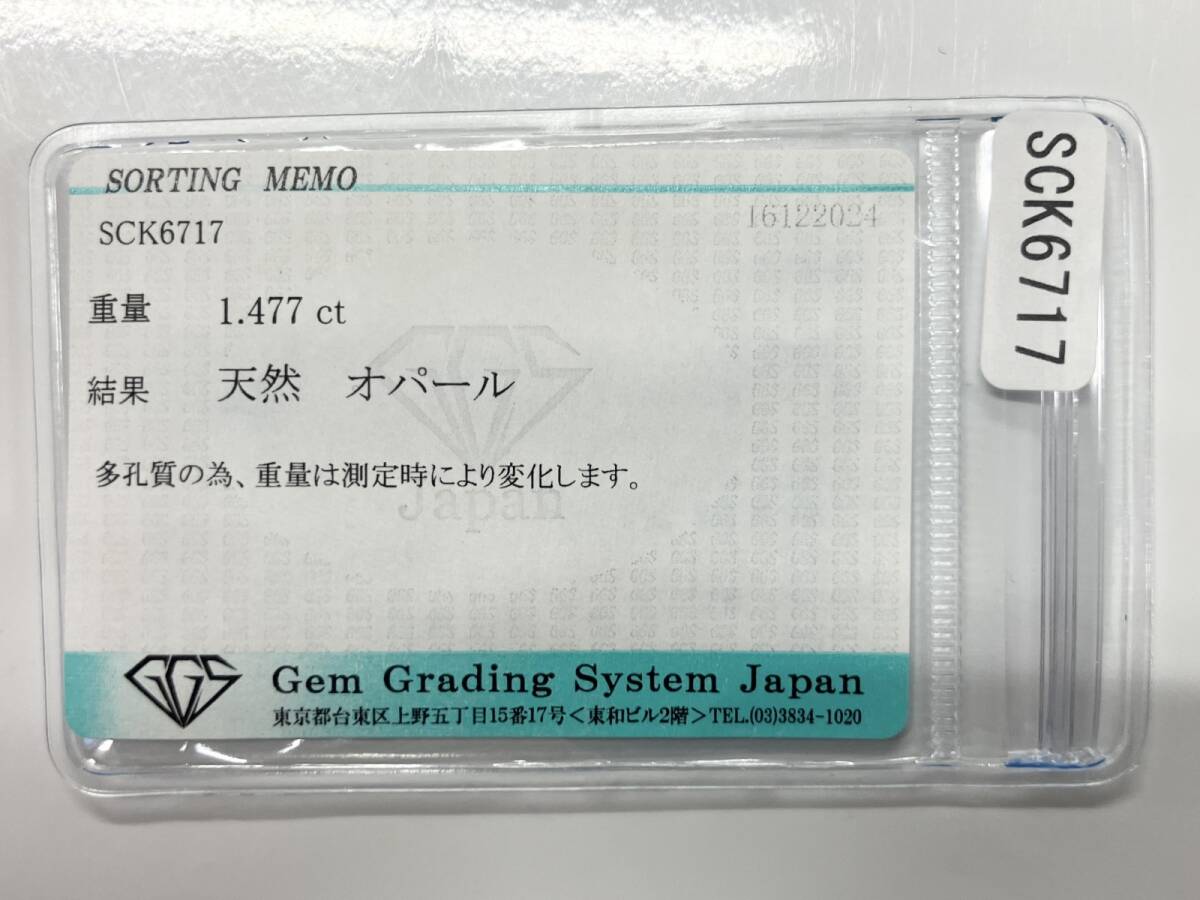 SORTING MEMO
SCK6717
16122024
重量 1.477 ct
結果 天然 オパール
多孔質の為、重量は測定時により変化します。
GGS
Japan
GGS
Gem Grading System Japan
東京都台東区上野五丁目15番17号＜東和ビル2階＞TEL.(03)3834-1020
SCK6717